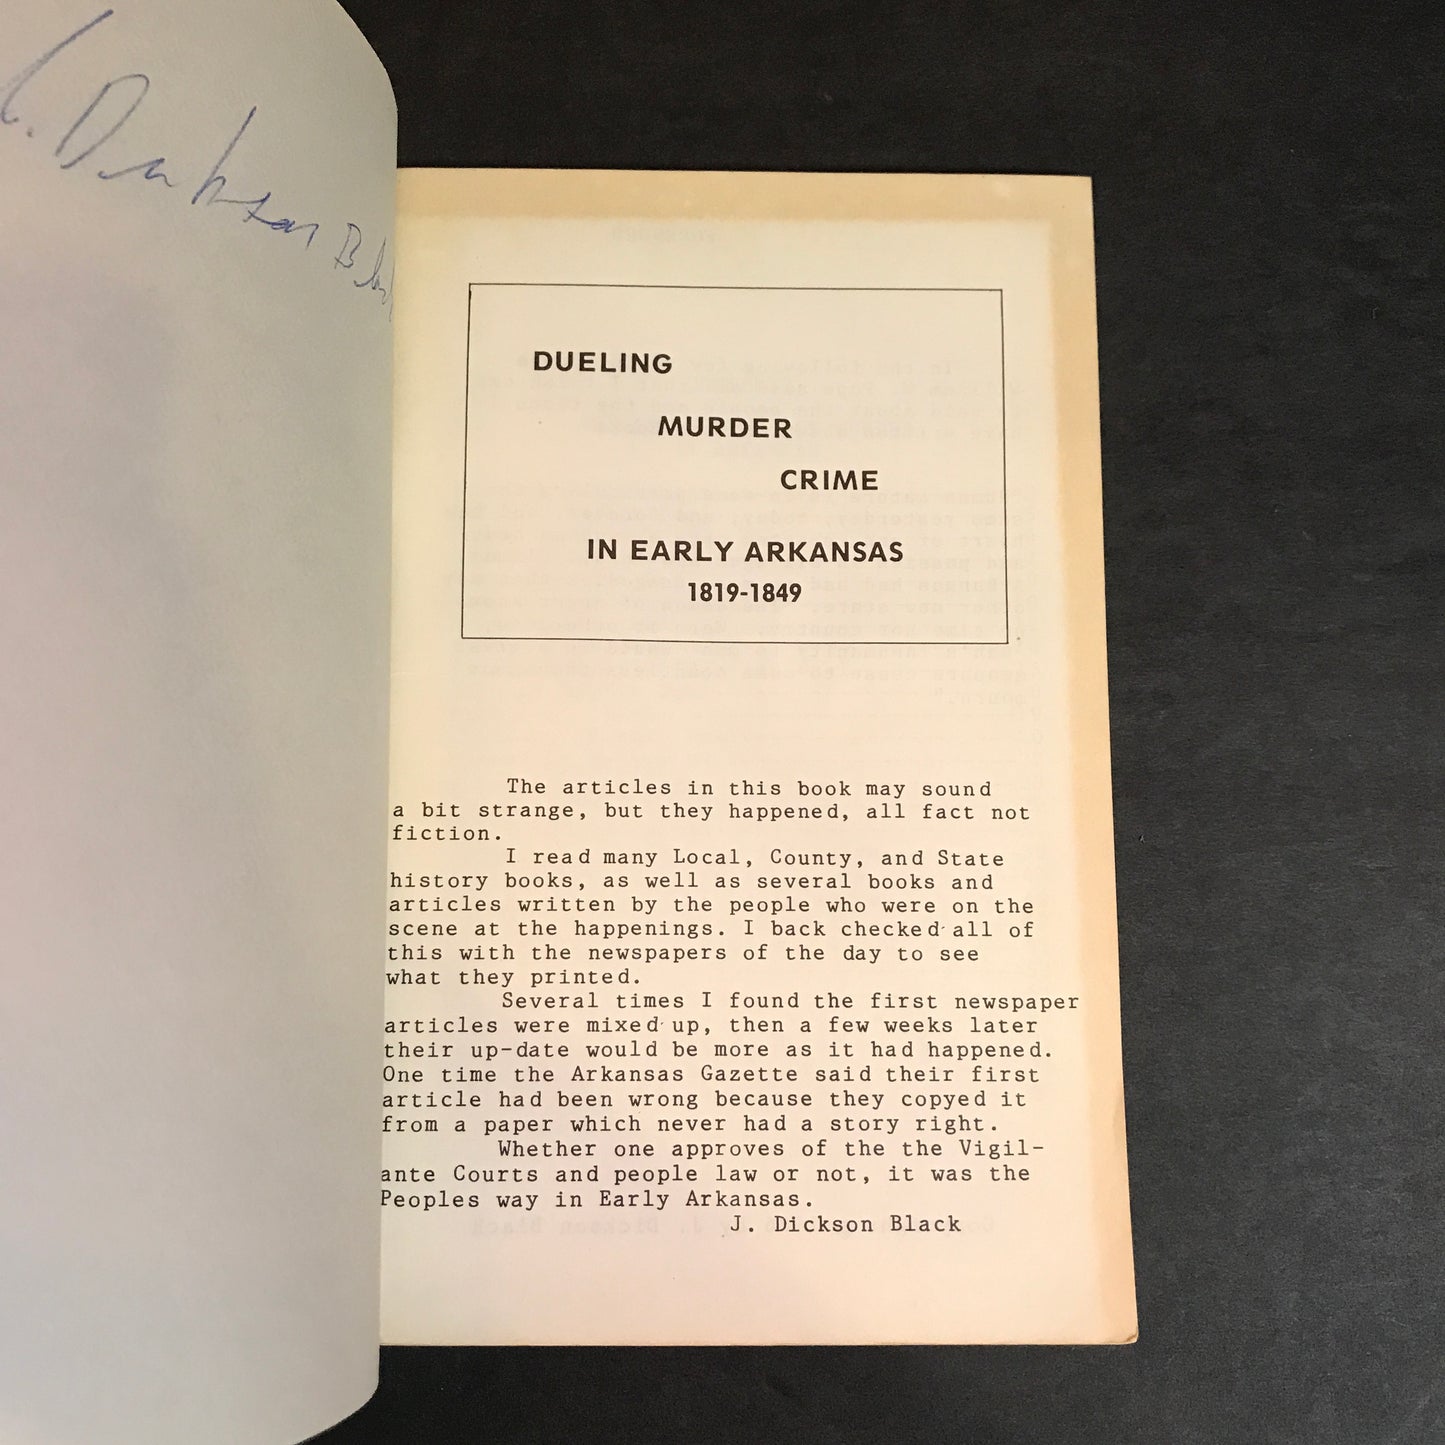 J. Dickson Black
DUELING
MURDER
CRIME
IN EARLY ARKANSAS
1819-1849
The articles in this book may sound
a bit strange, but they happened, all fact not
fiction.
I read many Local, County, and State
history books, as well as several books and
articles written by the people who were on the
scene at the happenings. I back checked all of
this with the newspapers of the day to see
what they printed.
Several times I found the first newspaper
articles were mixed up, then a few weeks later
their up-date would be more as it had happened.
One time the Arkansas Gazette said their first
article had been wrong because they copyed it
from a paper which never had a story right.
Whether one approves of the the Vigil-
ante Courts and people law or not, it was the
Peoples way in Early Arkansas.
J. Dickson Black